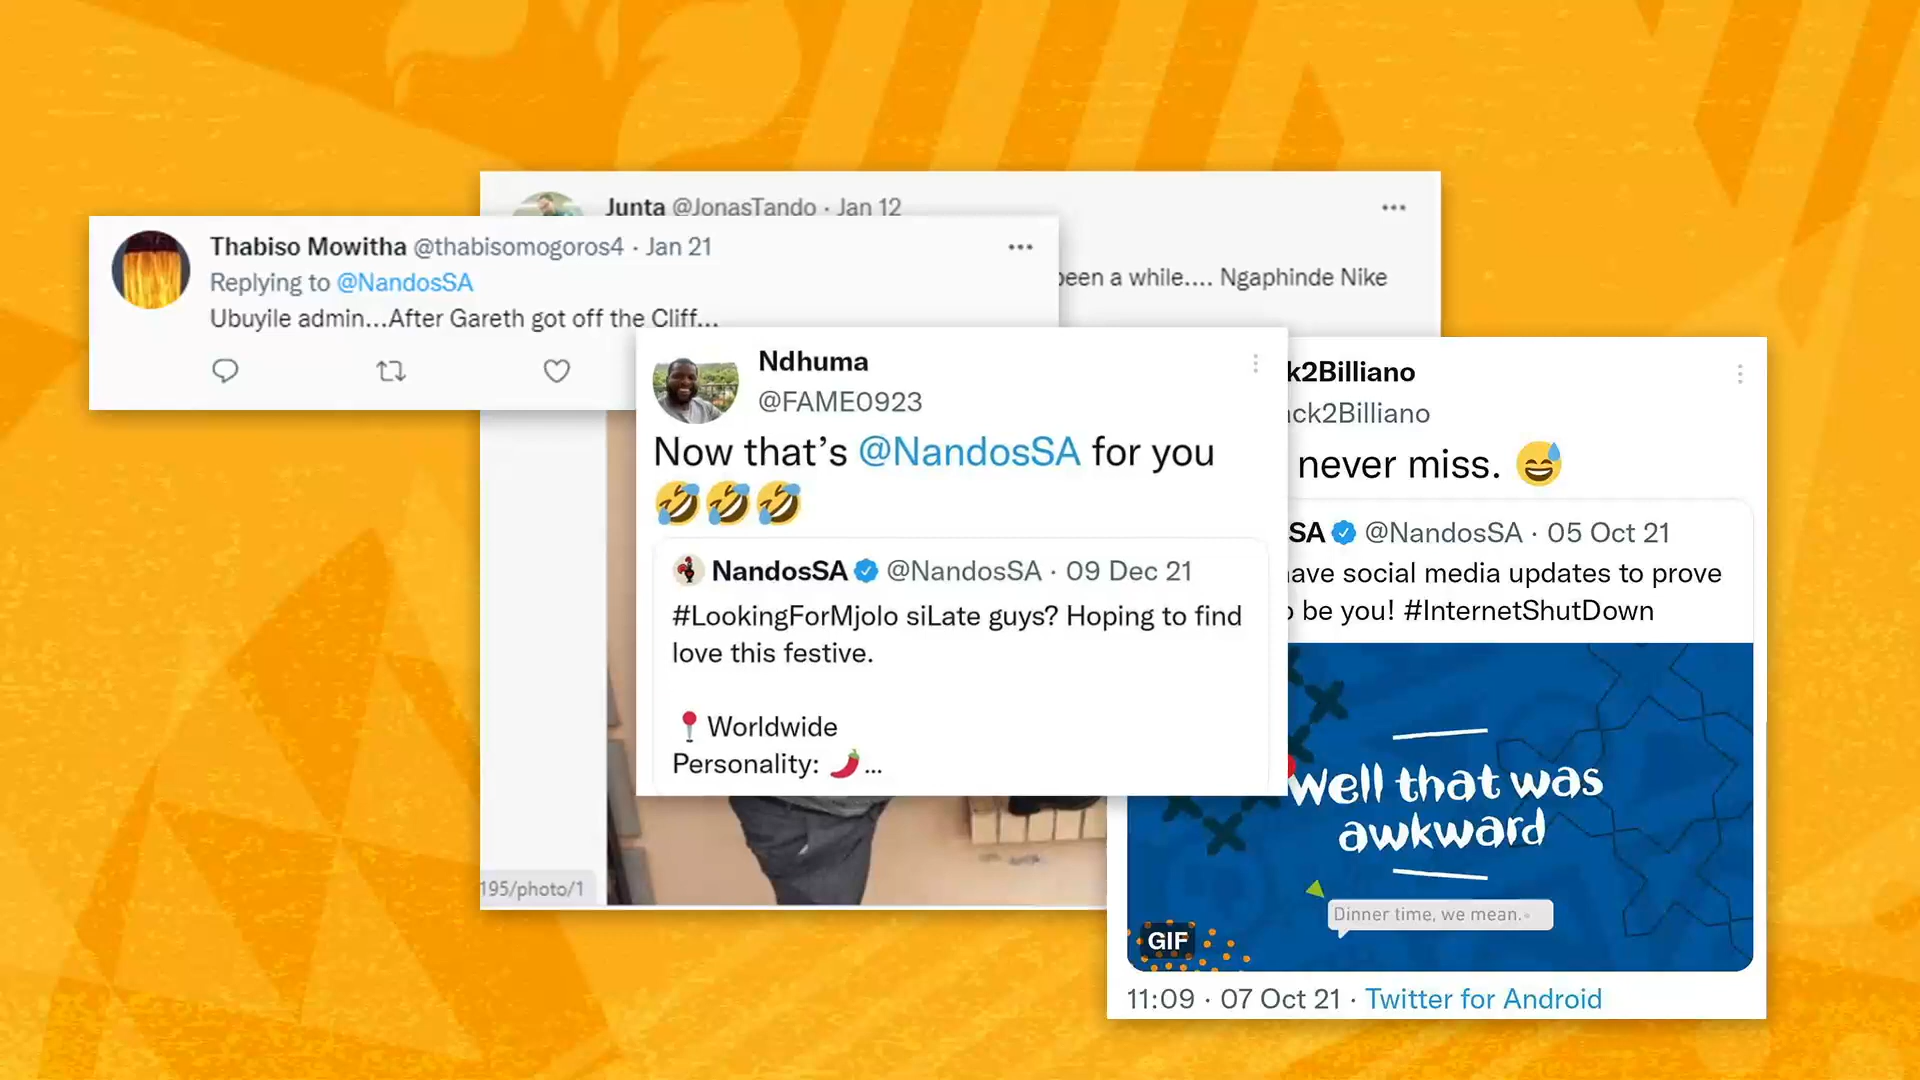 Junta @JonasTando · Jan 12
been a while.... Ngaphinde Nike
195/photo/1
Thabiso Mowitha @thabisomogoros4 · Jan 21
Replying to @NandosSA
Ubuyile admin...After Gareth got off the Cliff...
Ndhuma
@FAME0923
Now that's @NandosSA for you
🤣🤣🤣
NandosSA @NandosSA · 09 Dec 21
#LookingForMjolo siLate guys? Hoping to find
love this festive.
📍 Worldwide
Personality: 🌶️...
k2Billiano
ck2Billiano
never miss. 😅
SA @NandosSA · 05 Oct 21
ave social media updates to prove
be you! #InternetShutDown
Well that was
awkward
Dinner time, we mean.
GIF
11:09 · 07 Oct 21 · Twitter for Android